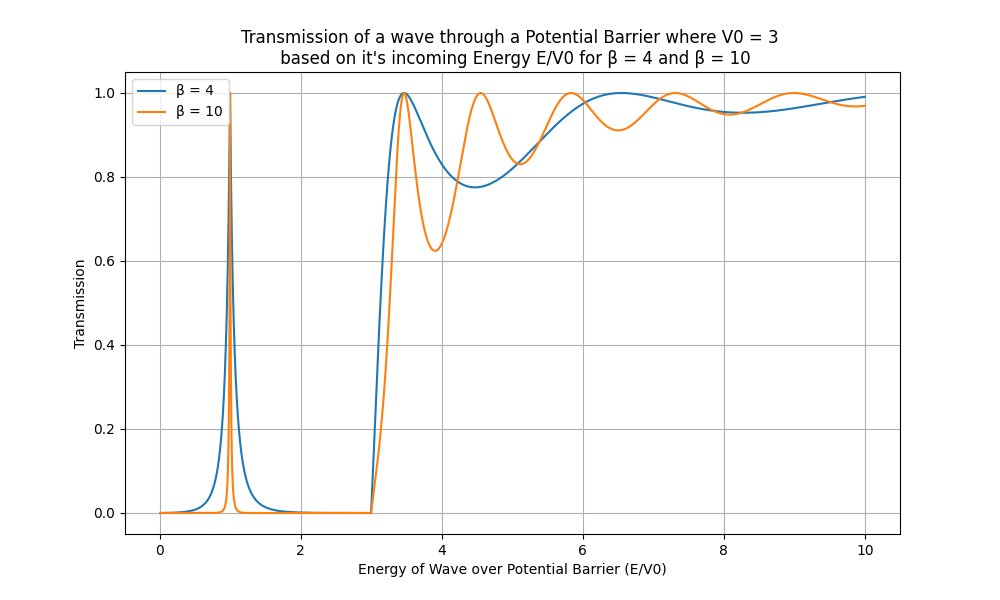 Transmission of a wave through a Potential Barrier where V0 = 3
based on it's incoming Energy E/V0 for β = 4 and β = 10
β = 4
β = 10
1.0
0.8
0.6
0.4
0.2
0.0
Transmission
0 2 4 6 8 10
Energy of Wave over Potential Barrier (E/V0)